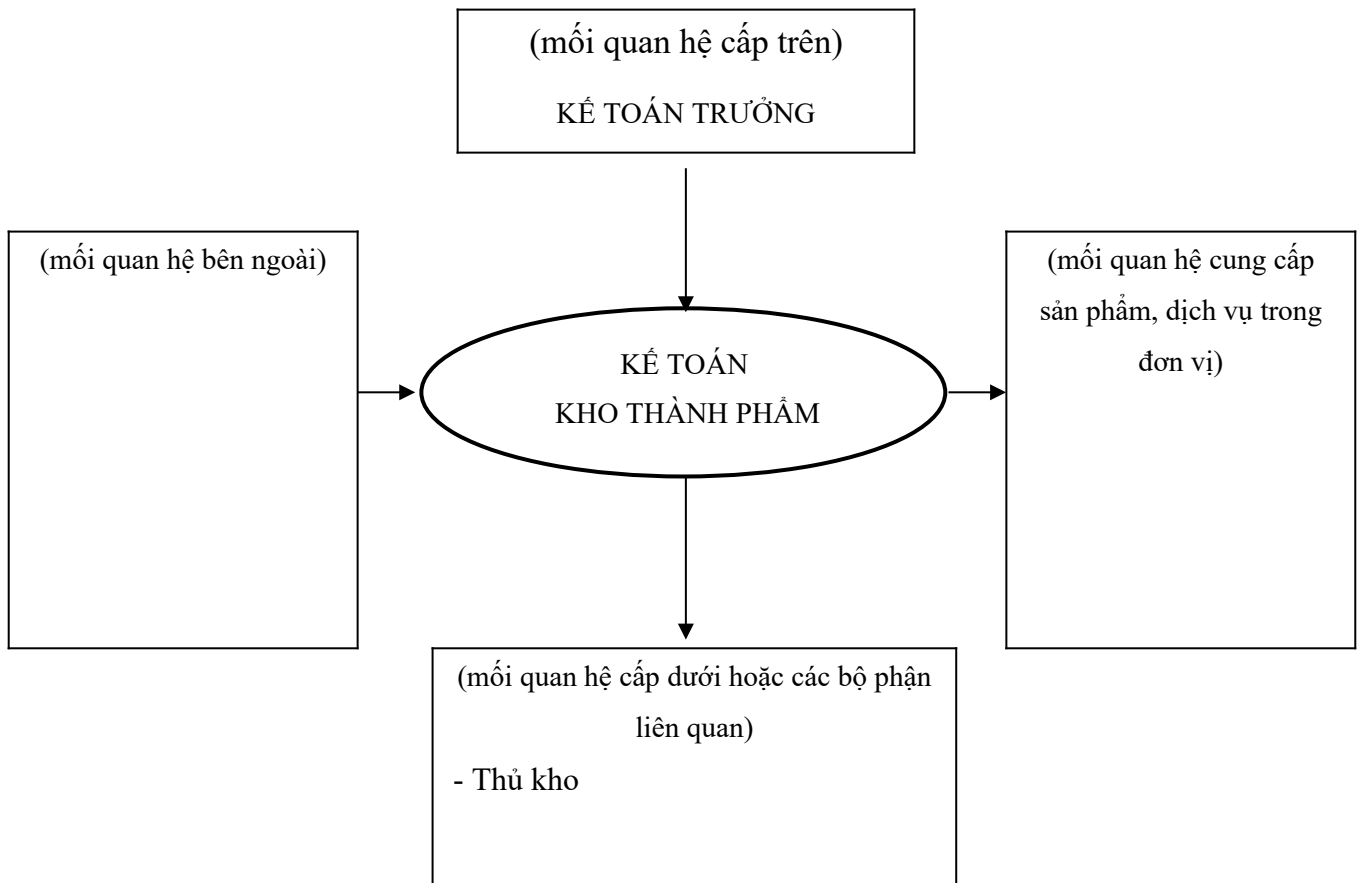 (mối quan hệ cấp trên)
KẾ TOÁN TRƯỞNG
(mối quan hệ bên ngoài)
(mối quan hệ cung cấp
sản phẩm, dịch vụ trong
đơn vị)
KẾ TOÁN
KHO THÀNH PHẨM
(mối quan hệ cấp dưới hoặc các bộ phận
liên quan)
- Thủ kho